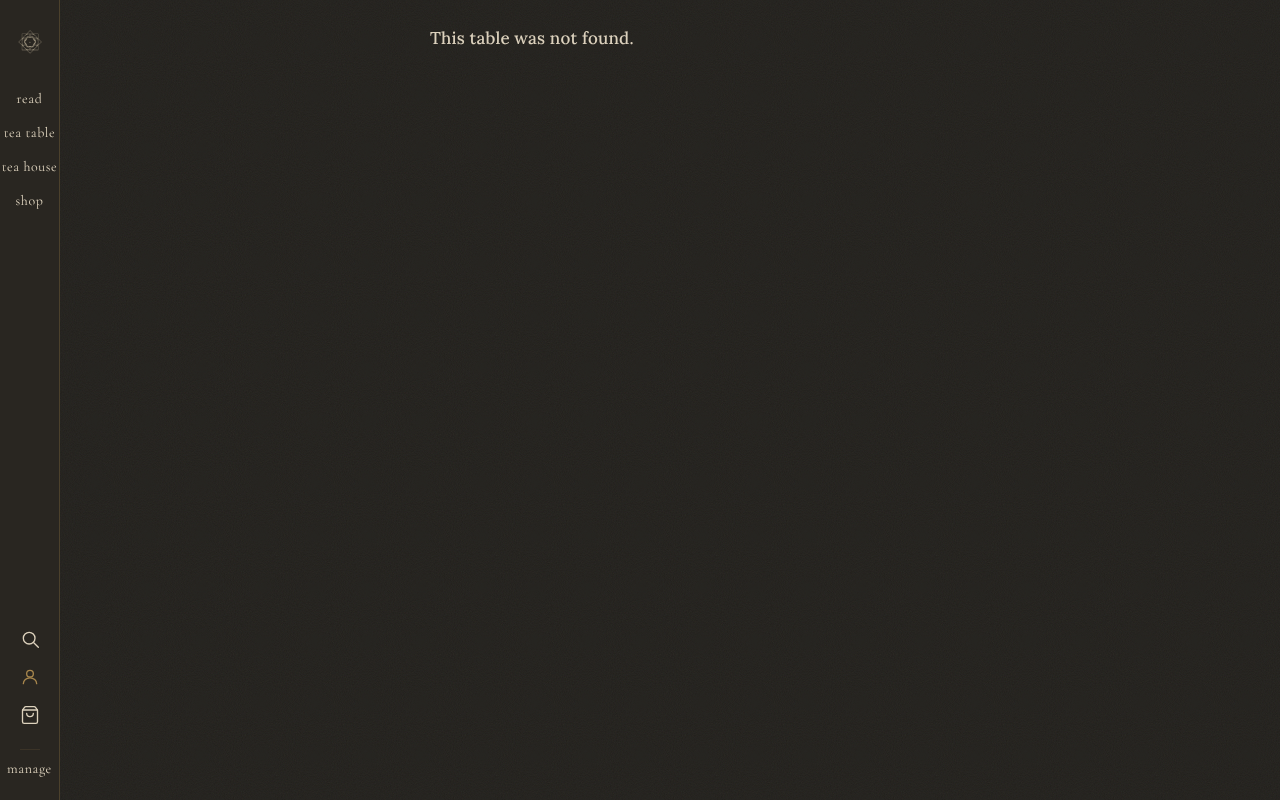 This table was not found.
read
tea table
tea house
shop
manage